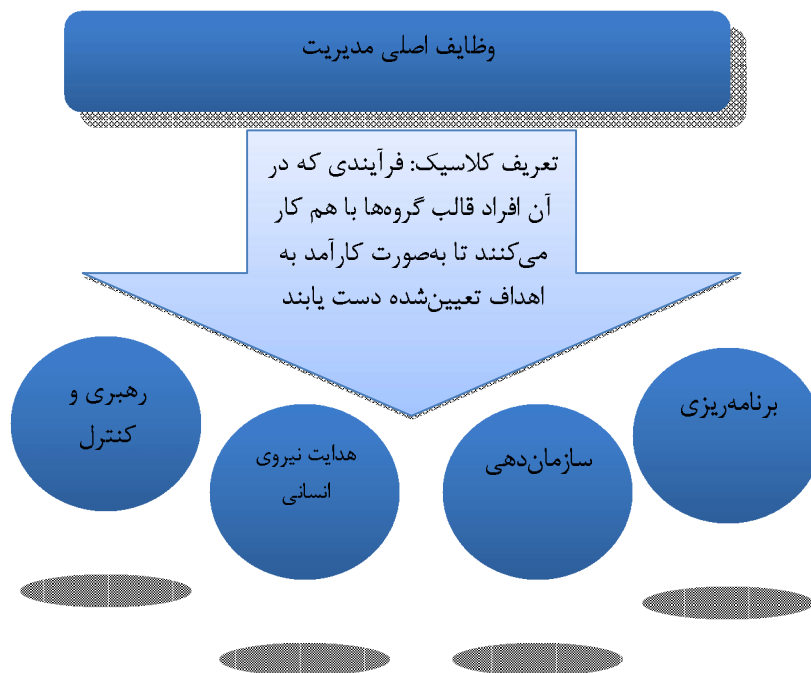 وظایف اصلی مدیریت
تعریف کلاسیک: فرآیندی که در
آن افراد قالب گروه‌ها با هم کار
می‌کنند تا به‌صورت کارآمد به
اهداف تعیین‌شده دست یابند
برنامه‌ریزی
سازمان‌دهی
هدایت نیروی
انسانی
رهبری و
کنترل